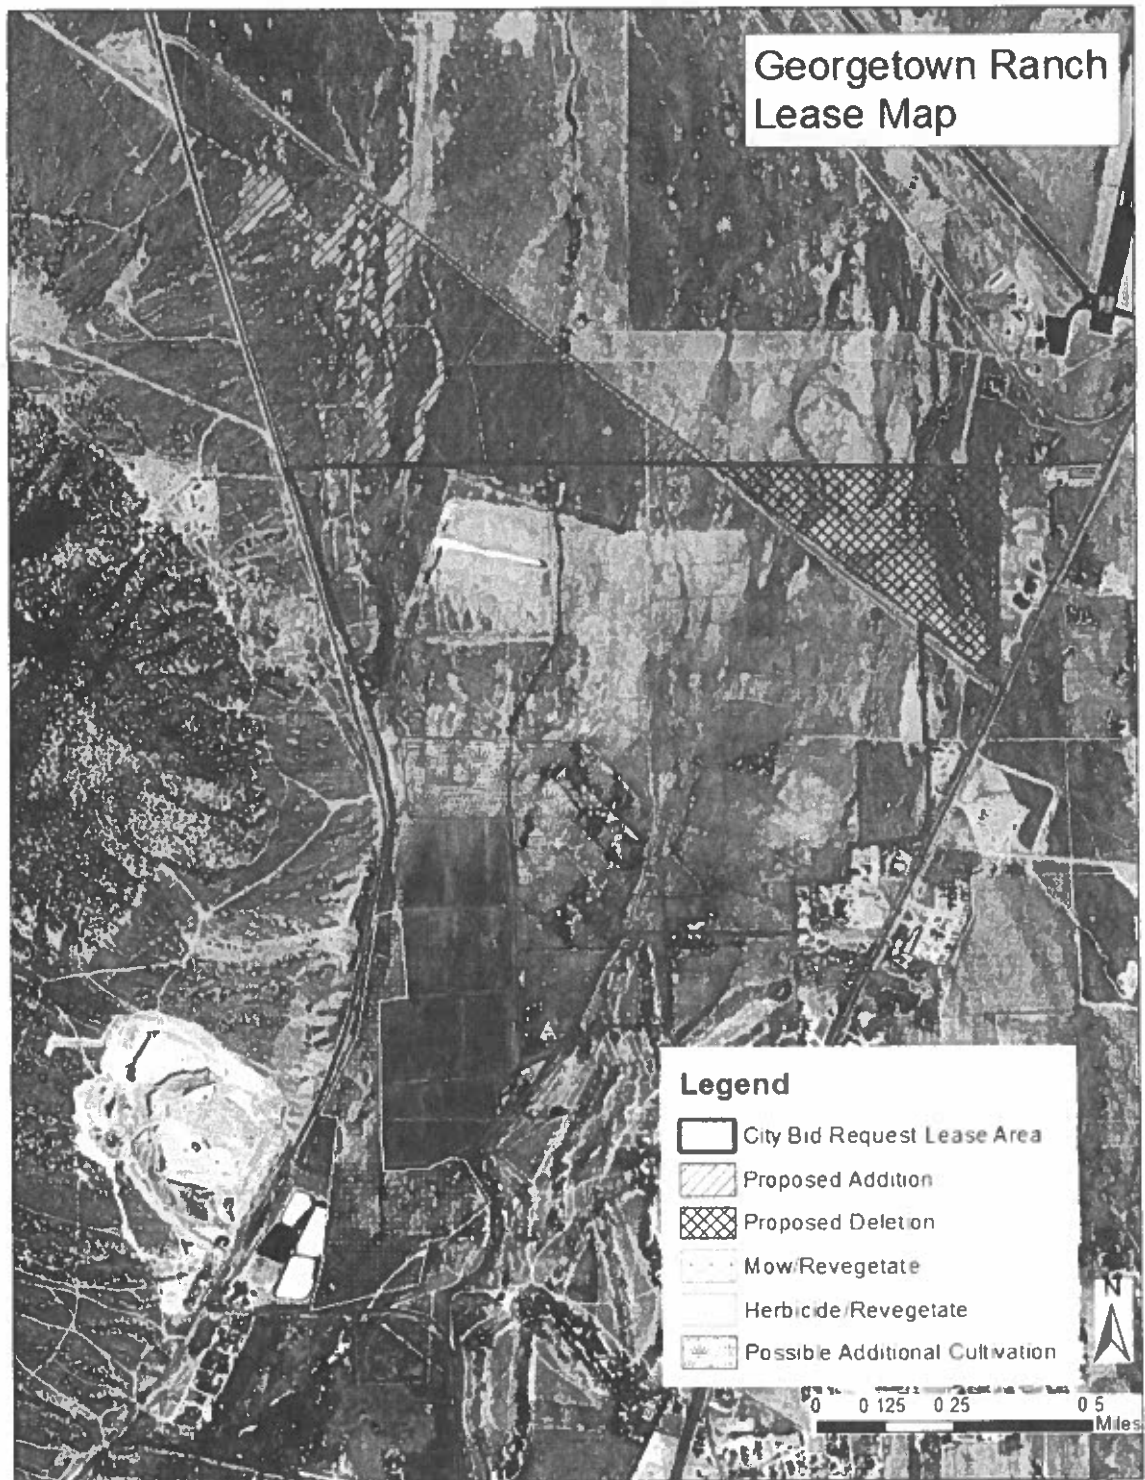 Georgetown Ranch
Lease Map
Legend
City Bid Request Lease Area
Proposed Addition
Proposed Deletion
Mow/Revegetate
Herbicide/Revegetate
Possible Additional Cultivation
N
0 0 125 0 25 0 5
Miles